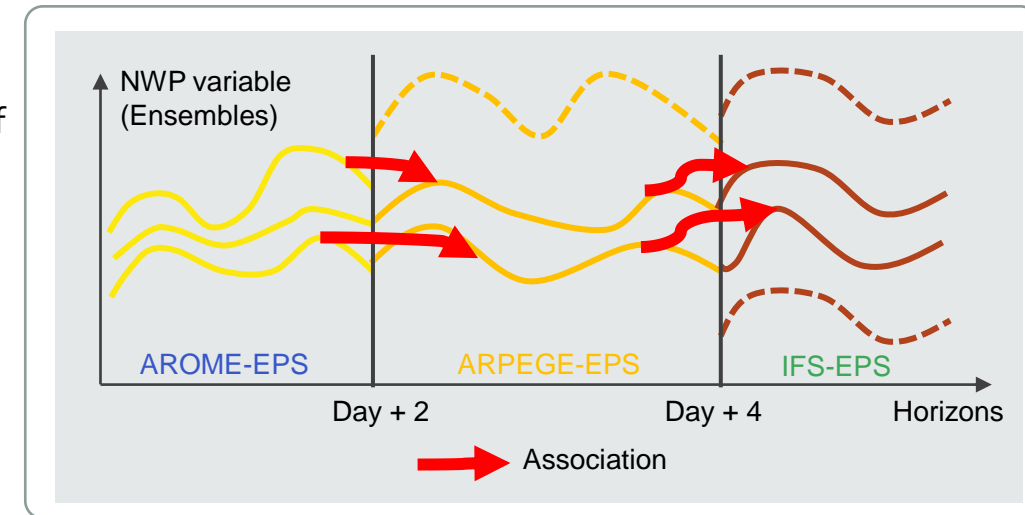 f
NWP variable
(Ensembles)
AROME-EPS
ARPEGE-EPS
IFS-EPS
Day + 2
Day + 4
Horizons
Association